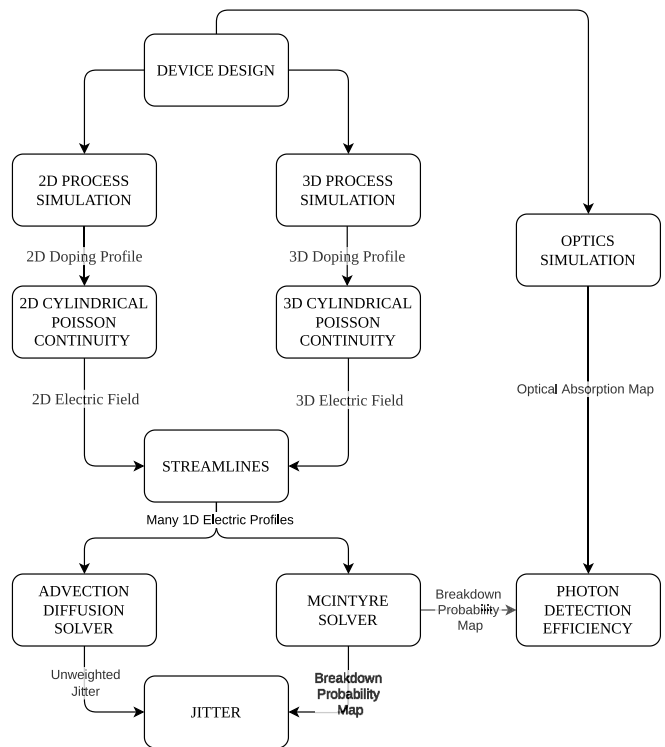 DEVICE DESIGN
2D PROCESS
SIMULATION
3D PROCESS
SIMULATION
OPTICS
SIMULATION
2D Doping Profile
3D Doping Profile
2D CYLINDRICAL
POISSON
CONTINUITY
3D CYLINDRICAL
POISSON
CONTINUITY
2D Electric Field
3D Electric Field
Optical Absorption Map
STREAMLINES
Many 1D Electric Profiles
ADVECTION
DIFFUSION
SOLVER
MCINTYRE
SOLVER
Breakdown
Probability
Map
PHOTON
DETECTION
EFFICIENCY
Unweighted
Jitter
JITTER
Breakdown
Probability
Map